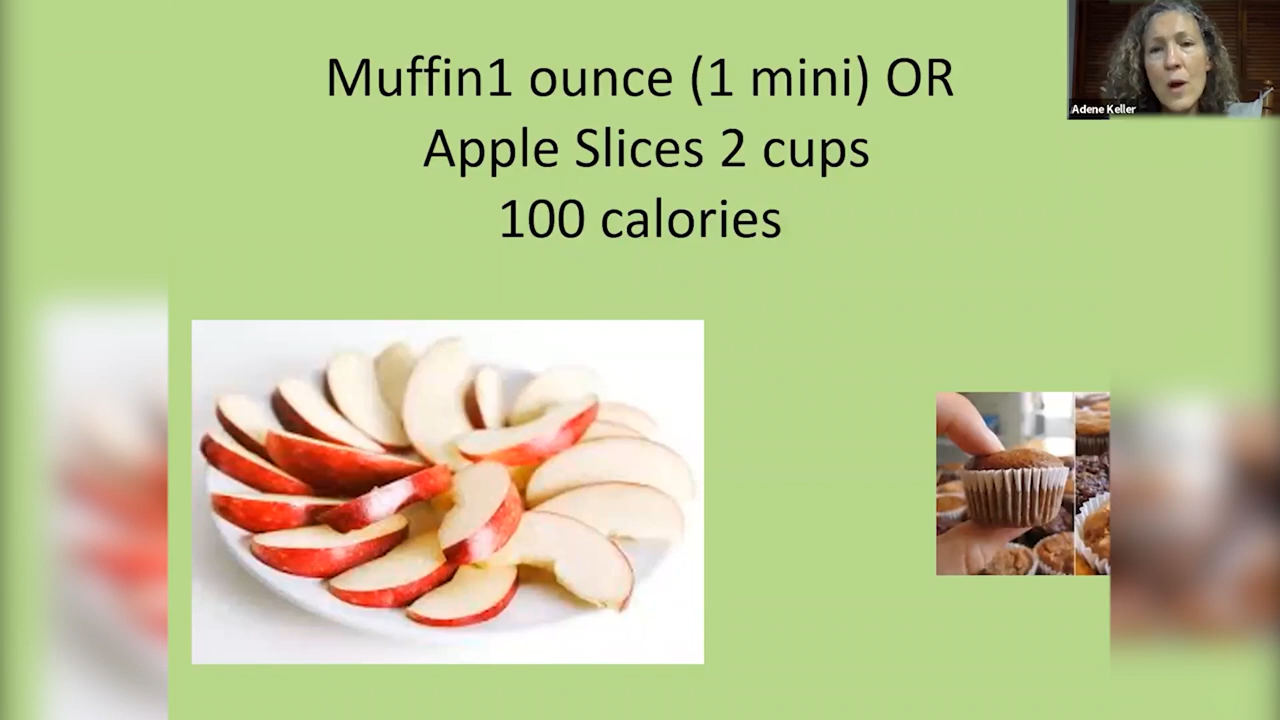 Muffin1 ounce (1 mini) OR
Apple Slices 2 cups
100 calories
Adene Keller